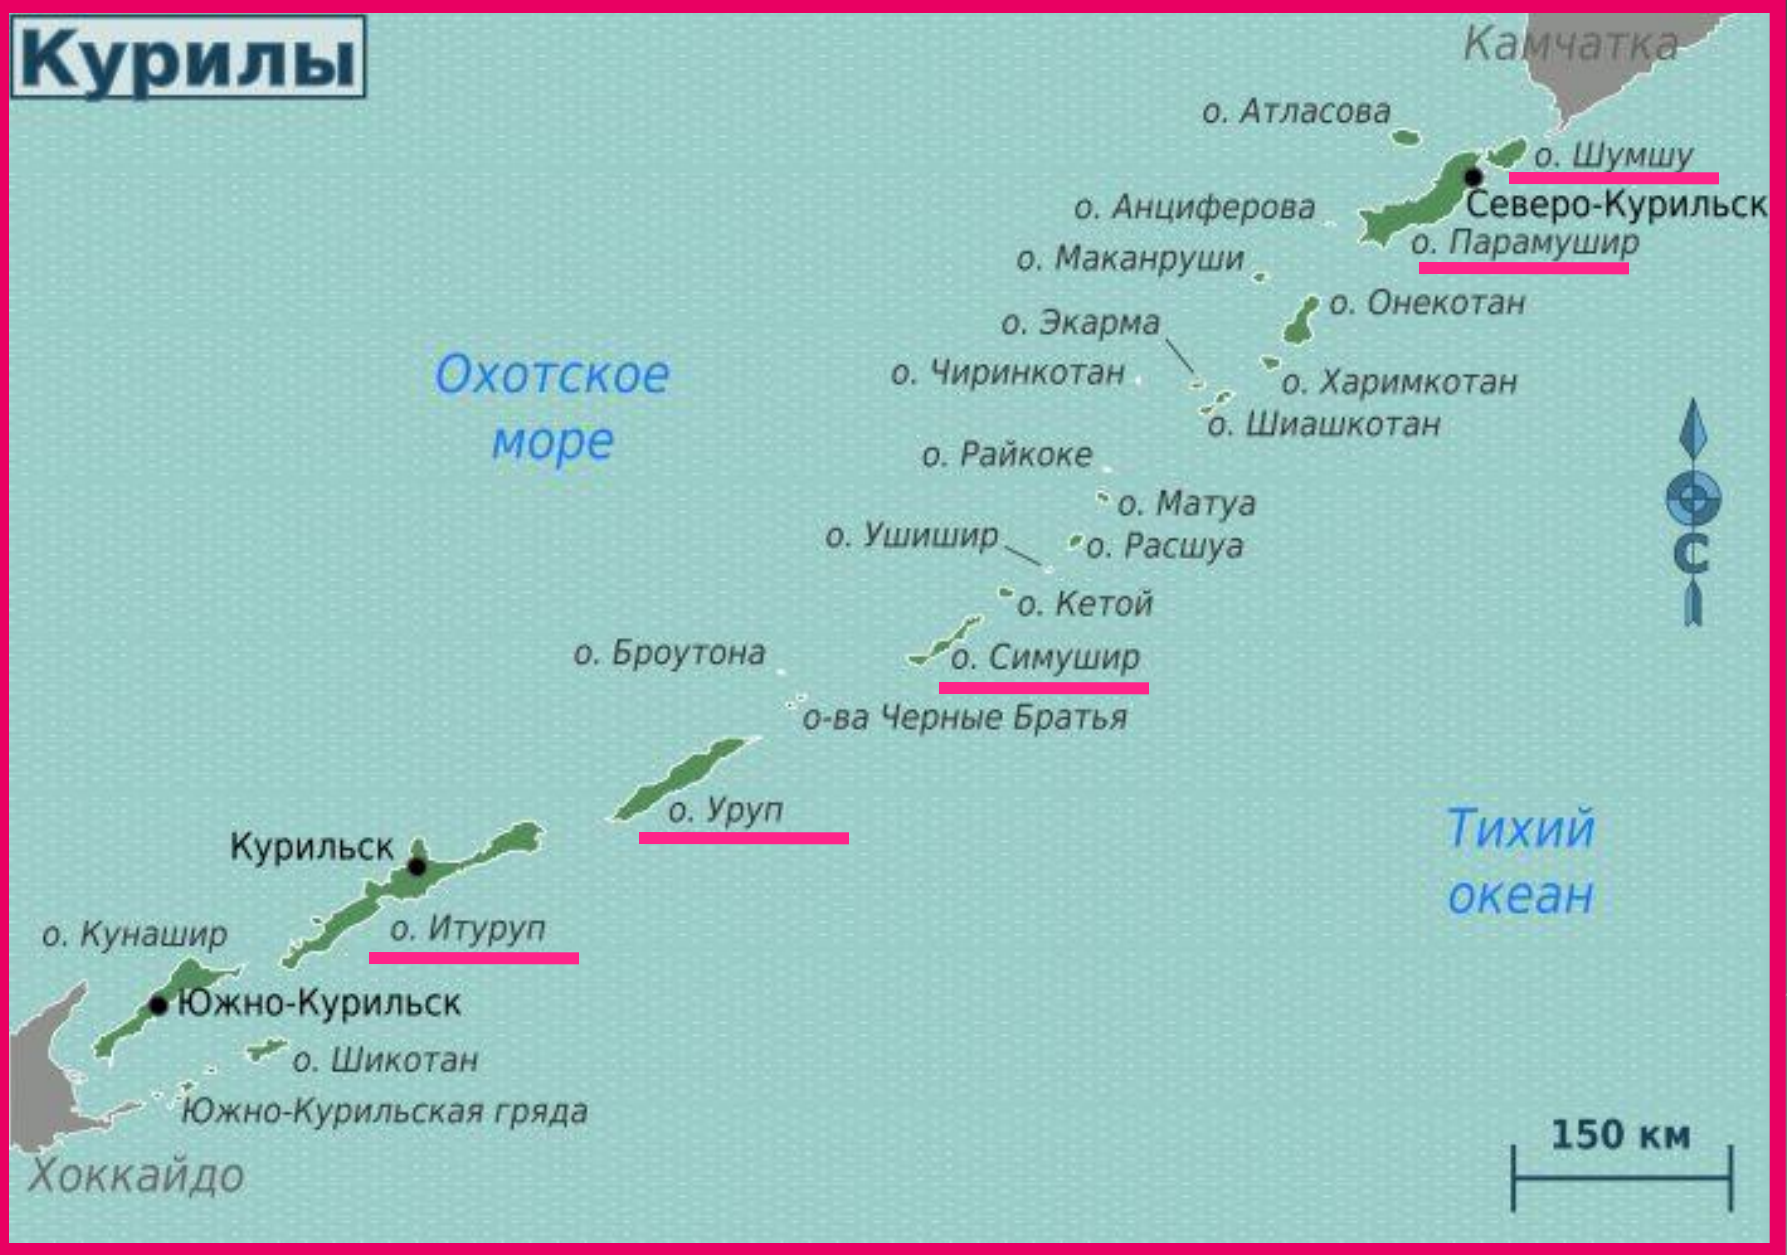 Курилы
Камчатка
о. Атласова
о. Шумшу
о. Анциферова
Северо-Курильск
о. Парамушир
о. Маканруши
о. Онекотан
о. Экарма
о. Чиринкотан
о. Харимкотан
Охотское
море
о. Шиашкотан
о. Райкоке
о. Матуа
о. Ушишир
о. Расшуа
С
о. Кетой
о. Броутона
о. Симушир
о-ва Черные Братья
о. Уруп
Тихий
океан
Курильск
о. Итуруп
о. Кунашир
Южно-Курильск
о. Шикотан
Южно-Курильская гряда
150 км
Хоккайдо